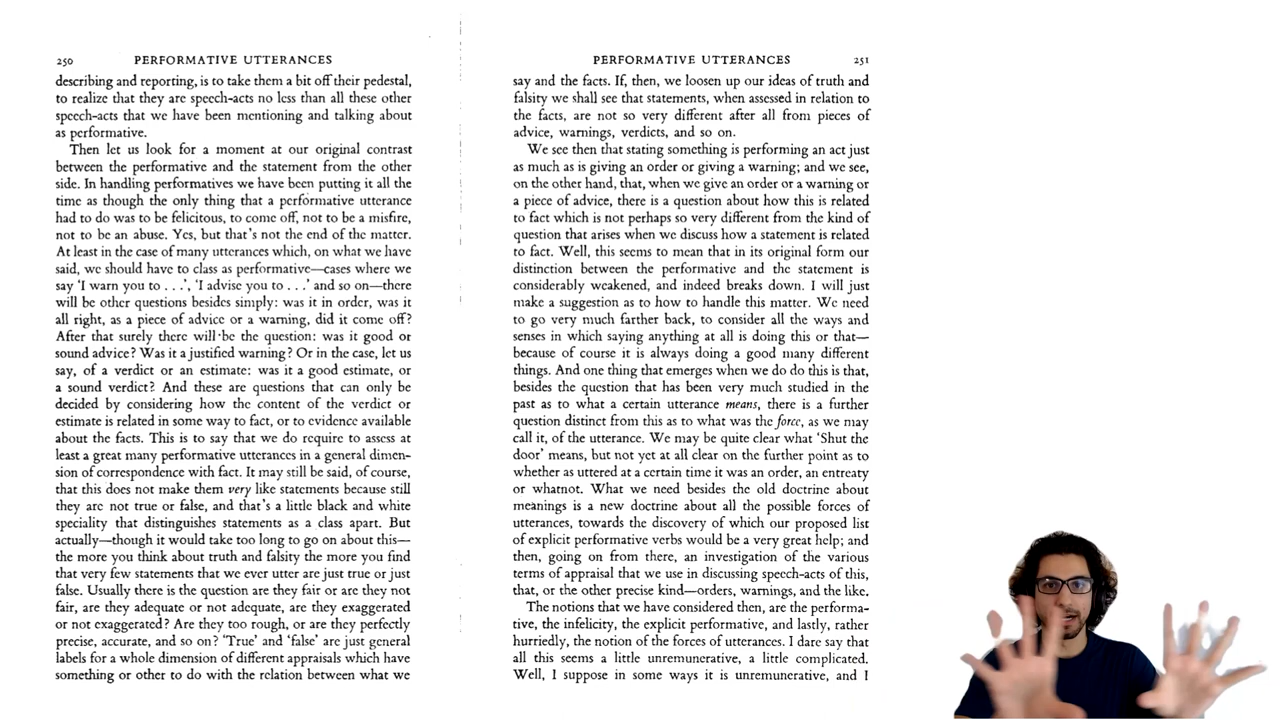 250 PERFORMATIVE UTTERANCES
describing and reporting, is to take them a bit off their pedestal,
to realize that they are speech-acts no less than all these other
speech-acts that we have been mentioning and talking about
as performative.
Then let us look for a moment at our original contrast
between the performative and the statement from the other
side. In handling performatives we have been putting it all the
time as though the only thing that a performative utterance
had to do was to be felicitous, to come off, not to be a misfire,
not to be an abuse. Yes, but that's not the end of the matter.
At least in the case of many utterances which, on what we have
said, we should have to class as performative—cases where we
say 'I warn you to . . .', 'I advise you to . . .' and so on—there
will be other questions besides simply: was it in order, was it
all right, as a piece of advice or a warning, did it come off?
After that surely there will be the question: was it good or
sound advice? Was it a justified warning? Or in the case, let us
say, of a verdict or an estimate: was it a good estimate, or
a sound verdict? And these are questions that can only be
decided by considering how the content of the verdict or
estimate is related in some way to fact, or to evidence available
about the facts. This is to say that we do require to assess at
least a great many performative utterances in a general dimen-
sion of correspondence with fact. It may still be said, of course,
that this does not make them very like statements because still
they are not true or false, and that's a little black and white
speciality that distinguishes statements as a class apart. But
actually—though it would take too long to go on about this—
the more you think about truth and falsity the more you find
that very few statements that we ever utter are just true or just
false. Usually there is the question are they fair or are they not
fair, are they adequate or not adequate, are they exaggerated
or not exaggerated? Are they too rough, or are they perfectly
precise, accurate, and so on? 'True' and 'false' are just general
labels for a whole dimension of different appraisals which have
something or other to do with the relation between what we
PERFORMATIVE UTTERANCES 251
say and the facts. If, then, we loosen up our ideas of truth and
falsity we shall see that statements, when assessed in relation to
the facts, are not so very different after all from pieces of
advice, warnings, verdicts, and so on.
We see then that stating something is performing an act just
as much as is giving an order or giving a warning; and we see,
on the other hand, that, when we give an order or a warning or
a piece of advice, there is a question about how this is related
to fact which is not perhaps so very different from the kind of
question that arises when we discuss how a statement is related
to fact. Well, this seems to mean that in its original form our
distinction between the performative and the statement is
considerably weakened, and indeed breaks down. I will just
make a suggestion as to how to handle this matter. We need
to go very much farther back, to consider all the ways and
senses in which saying anything at all is doing this or that—
because of course it is always doing a good many different
things. And one thing that emerges when we do do this is that,
besides the question that has been very much studied in the
past as to what a certain utterance means, there is a further
question distinct from this as to what was the force, as we may
call it, of the utterance. We may be quite clear what 'Shut the
door' means, but not yet at all clear on the further point as to
whether as uttered at a certain time it was an order, an entreaty
or whatnot. What we need besides the old doctrine about
meanings is a new doctrine about all the possible forces of
utterances, towards the discovery of which our proposed list
of explicit performative verbs would be a very great help; and
then, going on from there, an investigation of the various
terms of appraisal that we use in discussing speech-acts of this,
that, or the other precise kind—orders, warnings, and the like.
The notions that we have considered then, are the performa-
tive, the infelicity, the explicit performative, and lastly, rather
hurriedly, the notion of the forces of utterances. I dare say that
all this seems a little unremunerative, a little complicated.
Well, I suppose in some ways it is unremunerative, and I